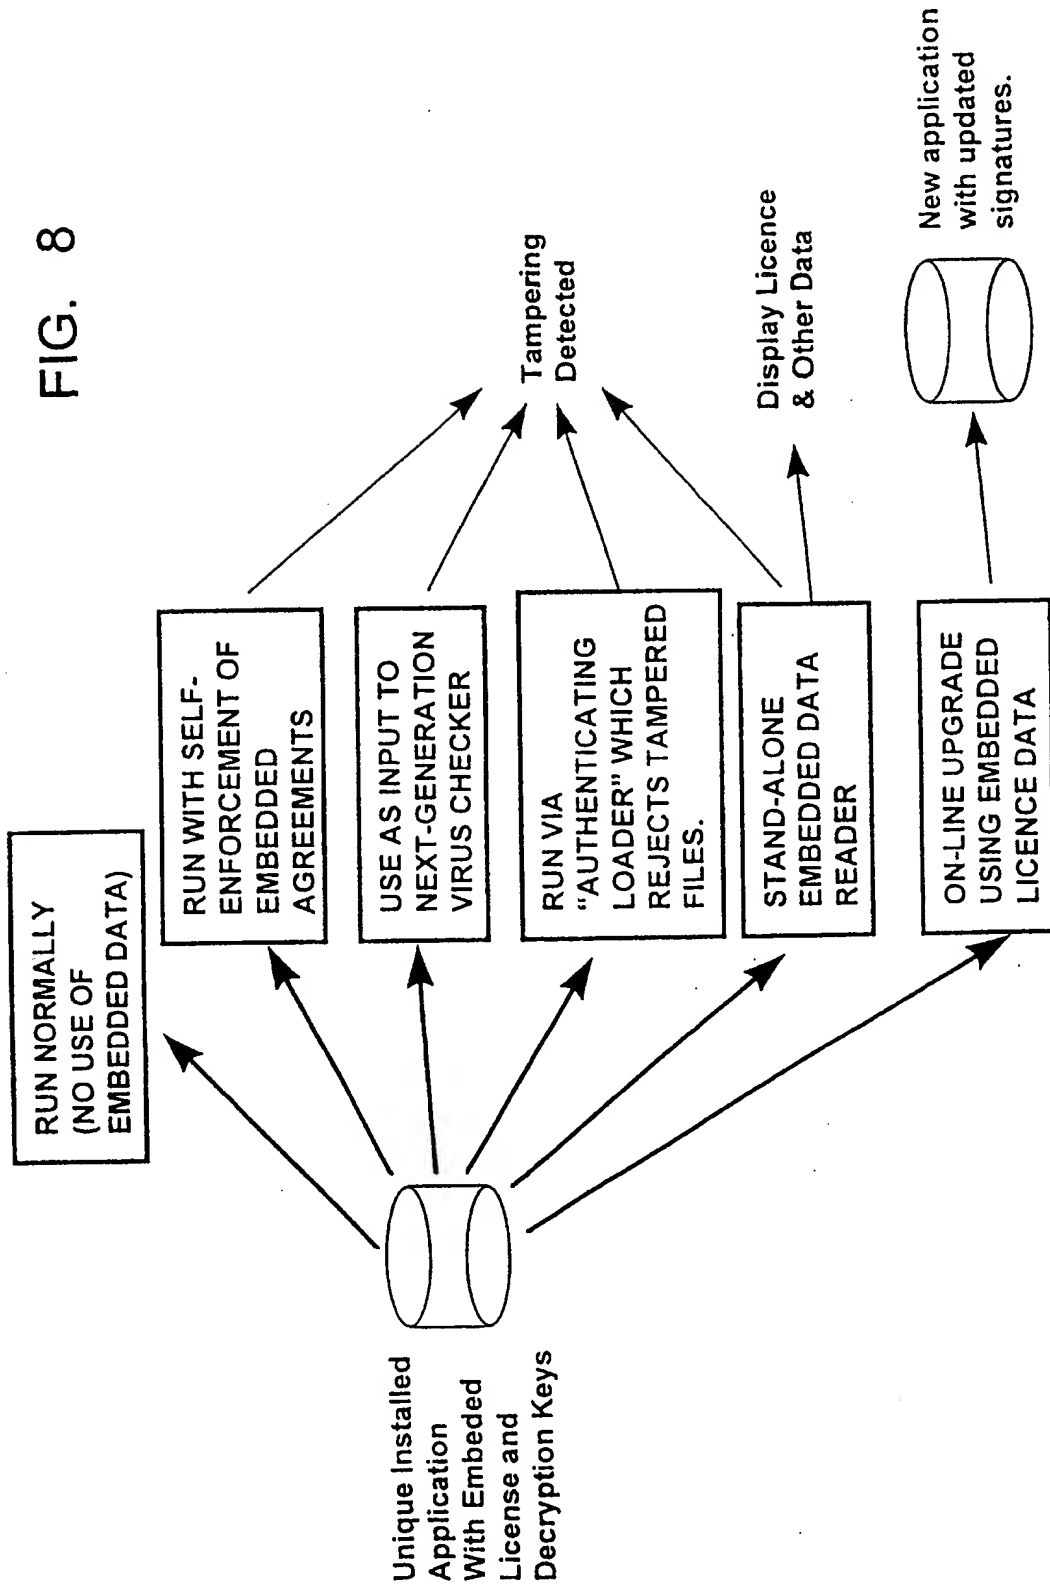 FIG. 8
RUN NORMALLY
(NO USE OF
EMBEDDED DATA)
RUN WITH SELF-
ENFORCEMENT OF
EMBEDDED
AGREEMENTS
USE AS INPUT TO
NEXT-GENERATION
VIRUS CHECKER
RUN VIA
“AUTHENTICATING
LOADER” WHICH
REJECTS TAMPERED
FILES.
STAND-ALONE
EMBEDDED DATA
READER
ON-LINE UPGRADE
USING EMBEDDED
LICENCE DATA
Unique Installed
Application
With Embeded
License and
Decryption Keys
Tampering
Detected
Display Licence
& Other Data
New application
with updated
signatures.